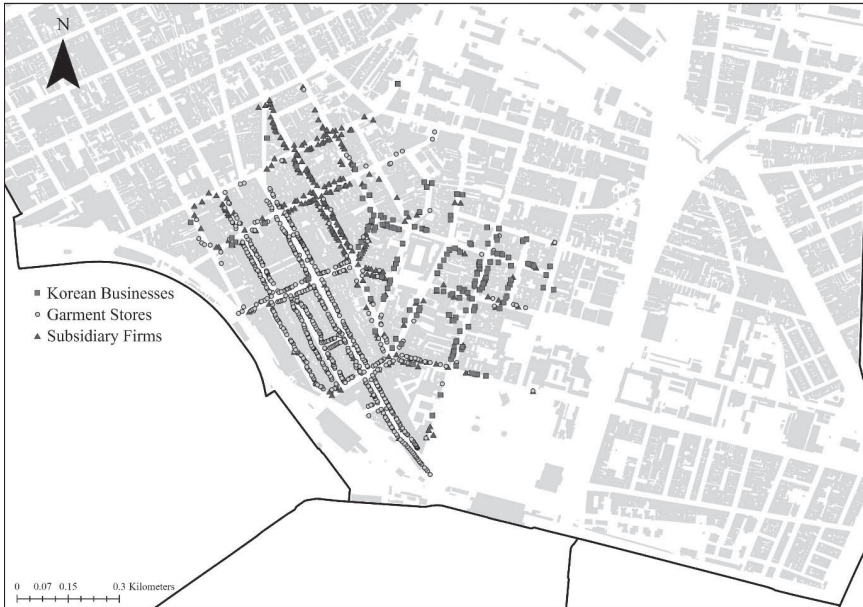 N
Korean Businesses
Garment Stores
Subsidiary Firms
0 0.07 0.15 0.3 Kilometers